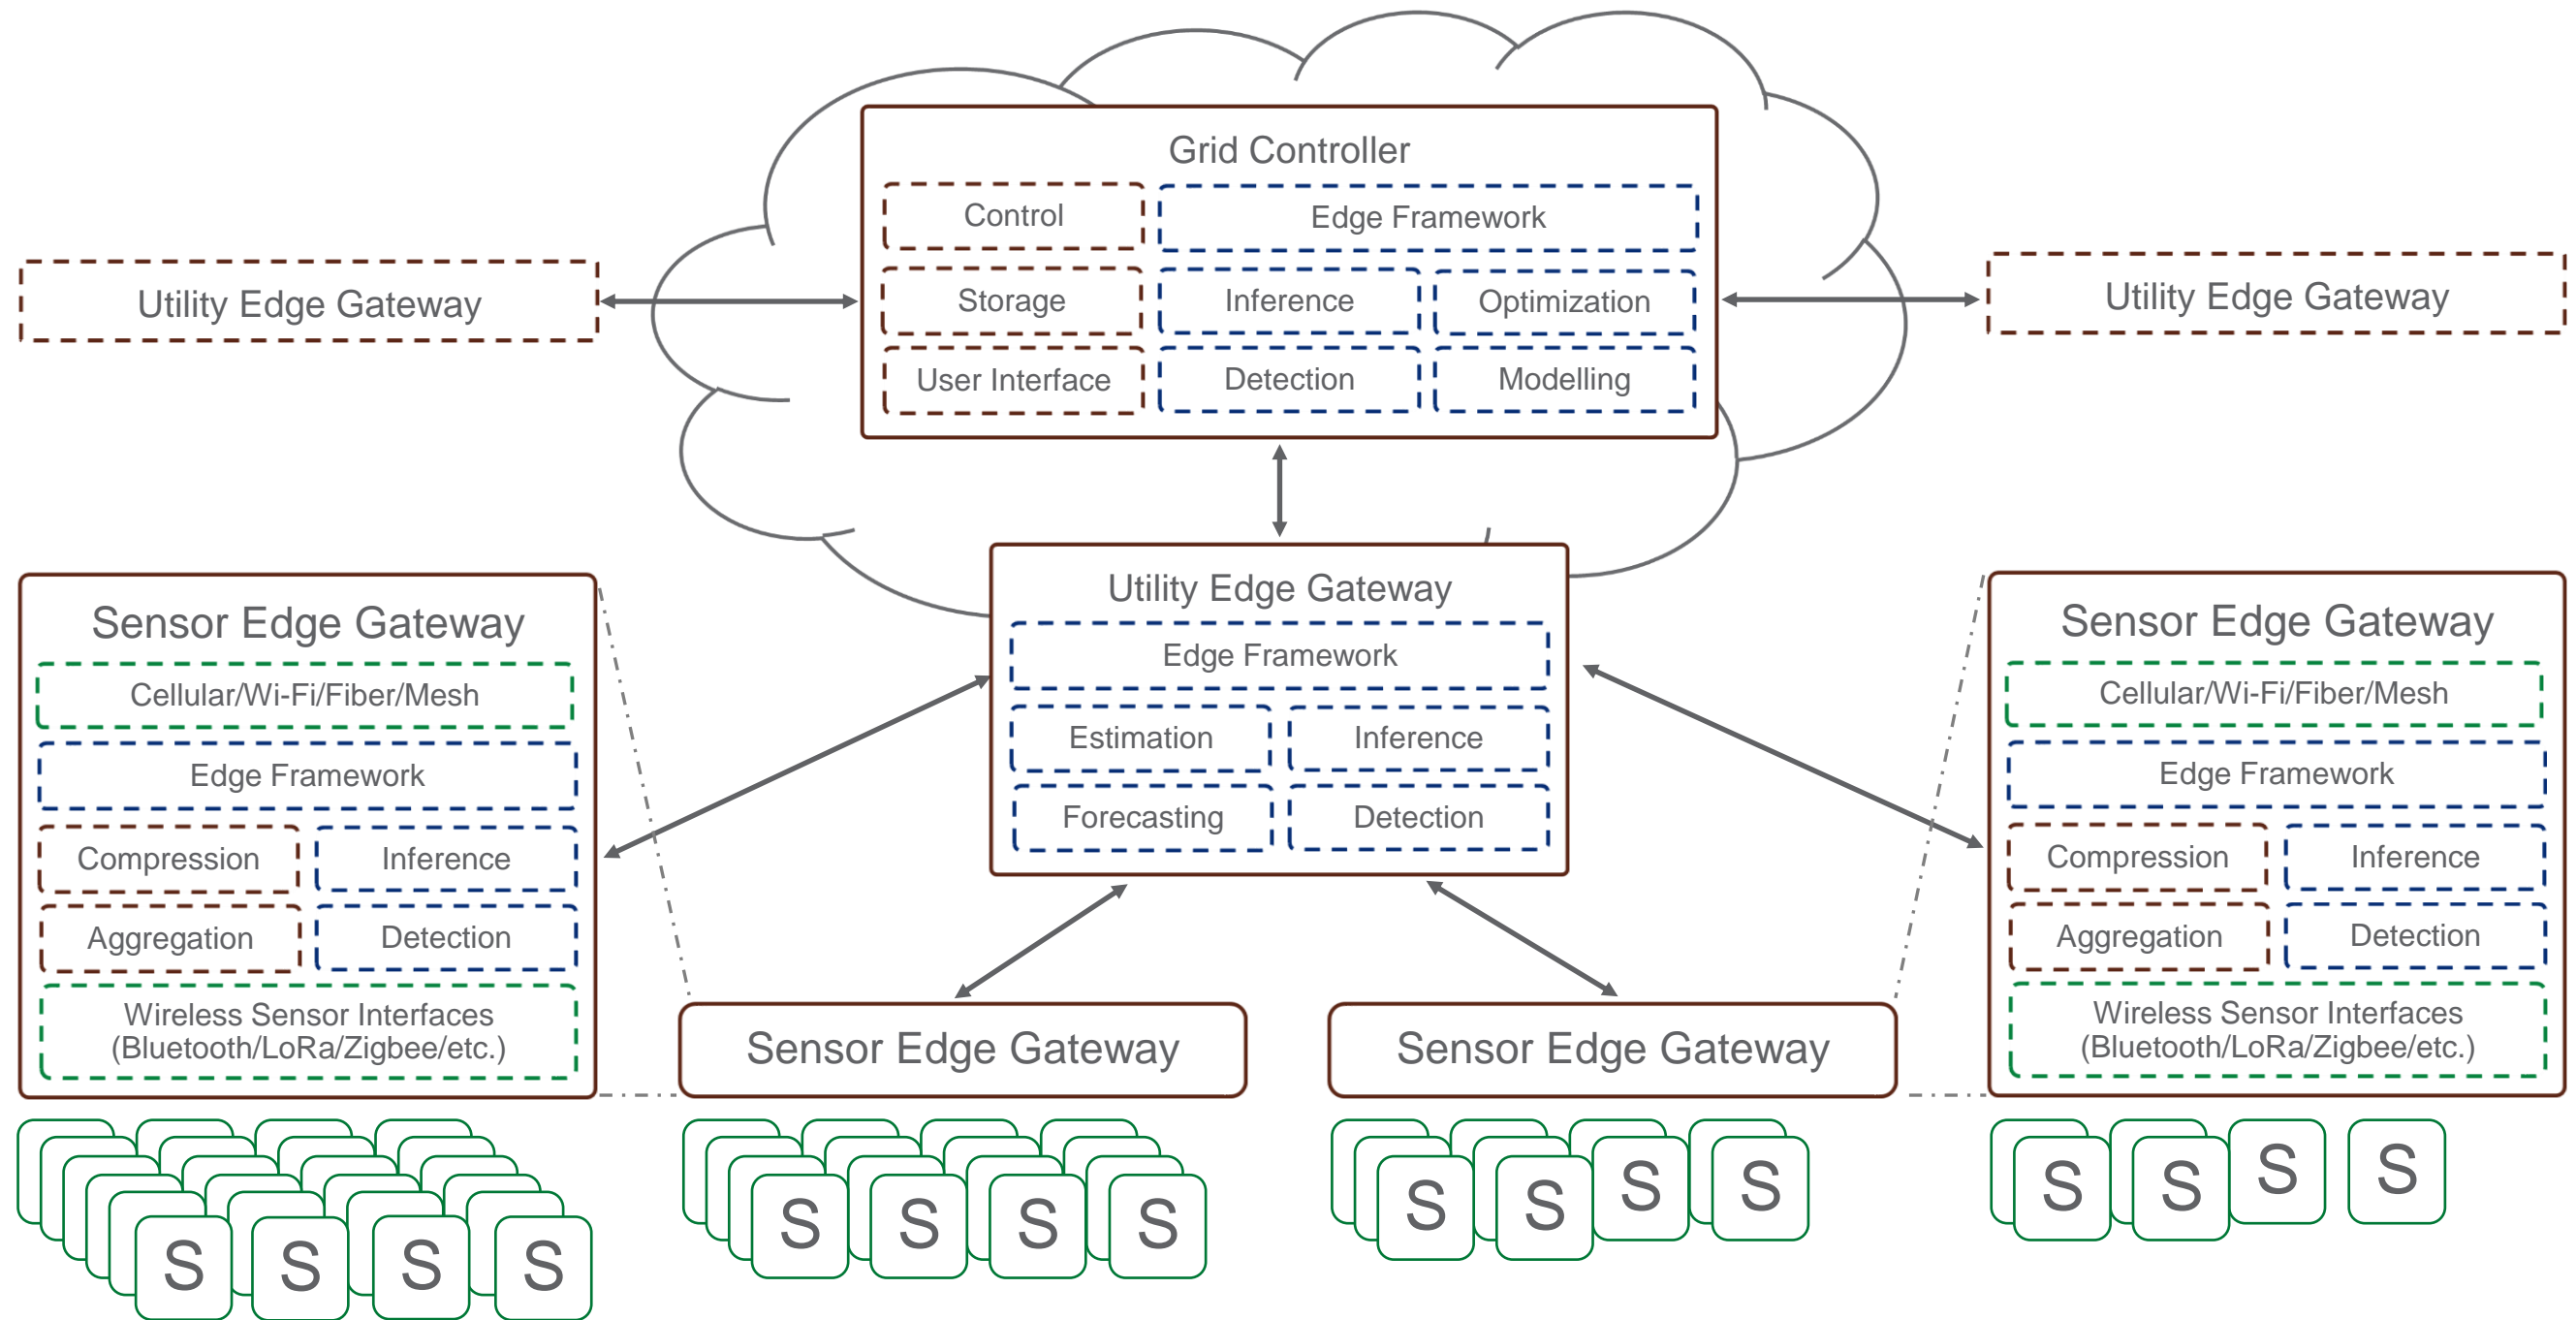 Grid Controller
Control
Edge Framework
Storage
Inference
Optimization
User Interface
Detection
Modelling
Utility Edge Gateway
Utility Edge Gateway
Utility Edge Gateway
Edge Framework
Estimation
Inference
Forecasting
Detection
Sensor Edge Gateway
Cellular/Wi-Fi/Fiber/Mesh
Edge Framework
Compression
Inference
Aggregation
Detection
Wireless Sensor Interfaces
(Bluetooth/LoRa/Zigbee/etc.)
Sensor Edge Gateway
Sensor Edge Gateway
Sensor Edge Gateway
Cellular/Wi-Fi/Fiber/Mesh
Edge Framework
Compression
Inference
Aggregation
Detection
Wireless Sensor Interfaces
(Bluetooth/LoRa/Zigbee/etc.)
S S S S
S S S S
S S S S
S S S S